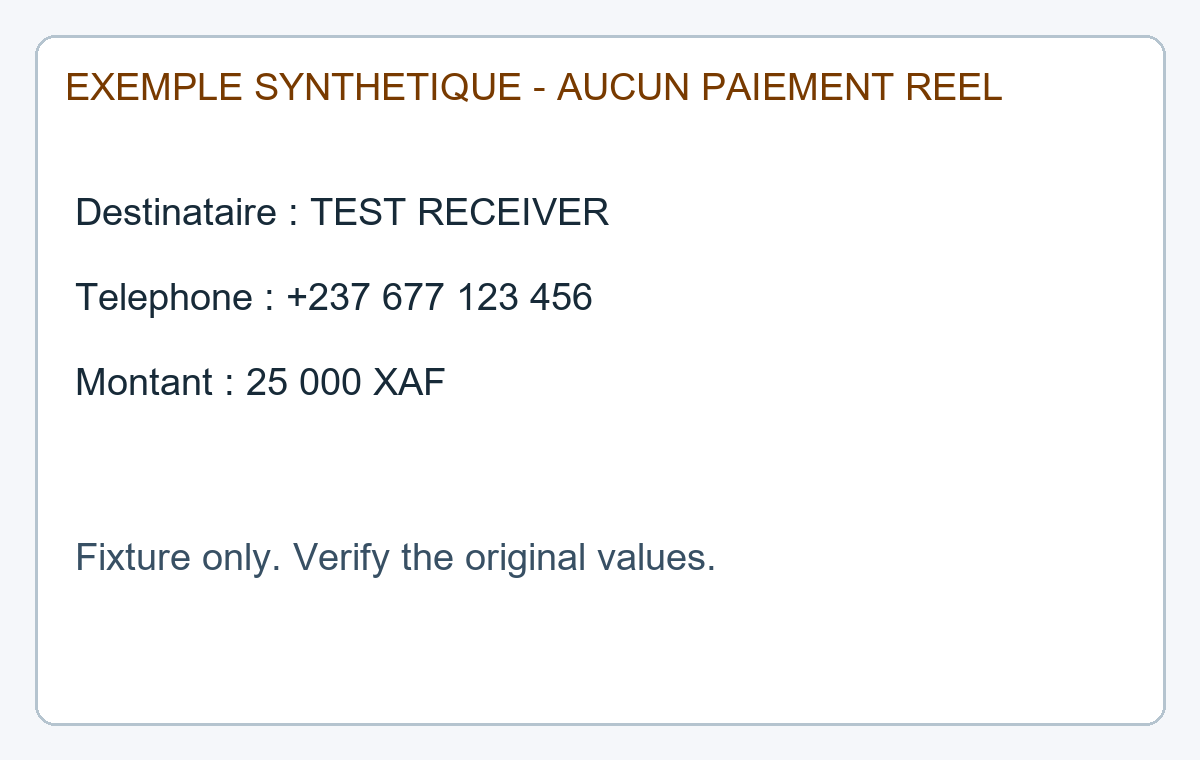 EXEMPLE SYNTHETIQUE - AUCUN PAIEMENT REEL
Destinataire : TEST RECEIVER
Telephone : +237 677 123 456
Montant : 25 000 XAF
Fixture only. Verify the original values.